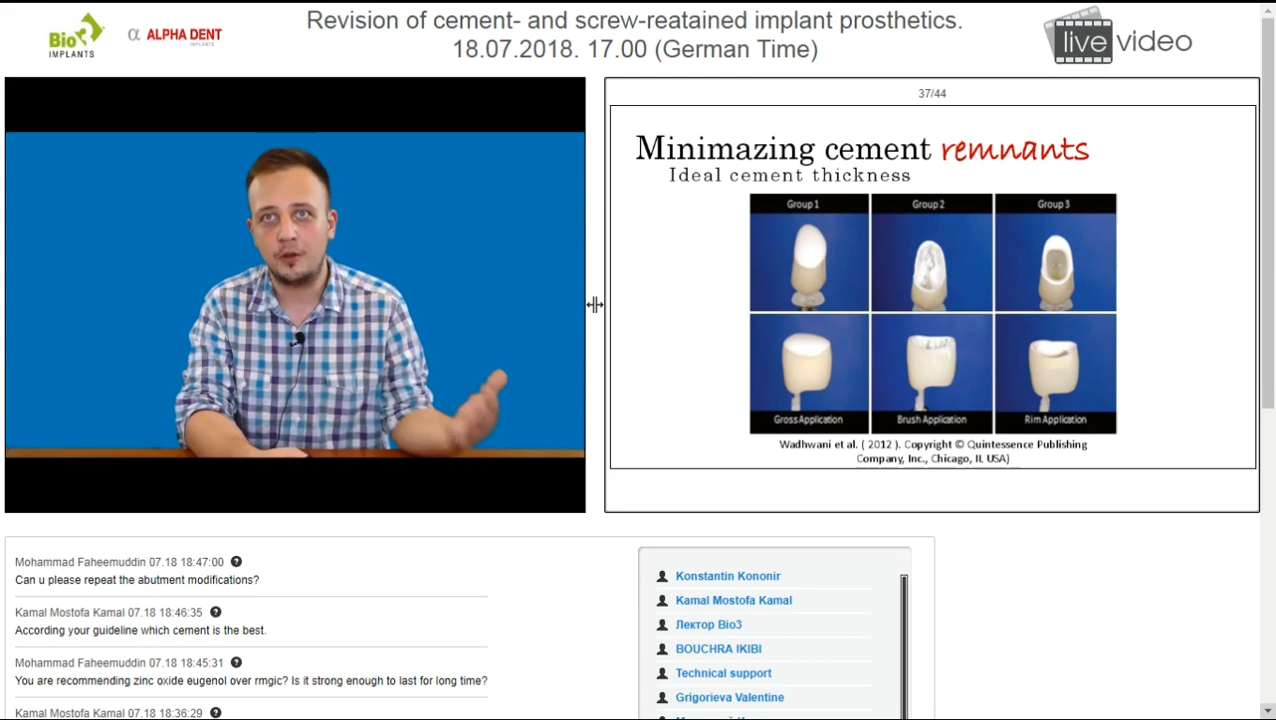 Bio
IMPLANTS
α ALPHA DENT
IMPLANTS
Revision of cement- and screw-reatained implant prosthetics.
18.07.2018. 17.00 (German Time)
live video
37/44
Minimazing cement remnants
Ideal cement thickness
Group 1
Group 2
Group 3
Gross Application
Brush Application
Rim Application
Wadhwani et al. ( 2012 ). Copyright © Quintessence Publishing
Company, Inc., Chicago, IL USA)
Mohammad Faheemuddin 07.18 18:47:00 ?
Can u please repeat the abutment modifications?
Kamal Mostofa Kamal 07.18 18:46:35 ?
According your guideline which cement is the best.
Mohammad Faheemuddin 07.18 18:45:31 ?
You are recommending zinc oxide eugenol over rmgic? Is it strong enough to last for long time?
Kamal Mostofa Kamal 07.18 18:36:29 ?
Konstantin Kononir
Kamal Mostofa Kamal
Лектор Bio3
BOUCHRA IKIBI
Technical support
Grigorieva Valentine